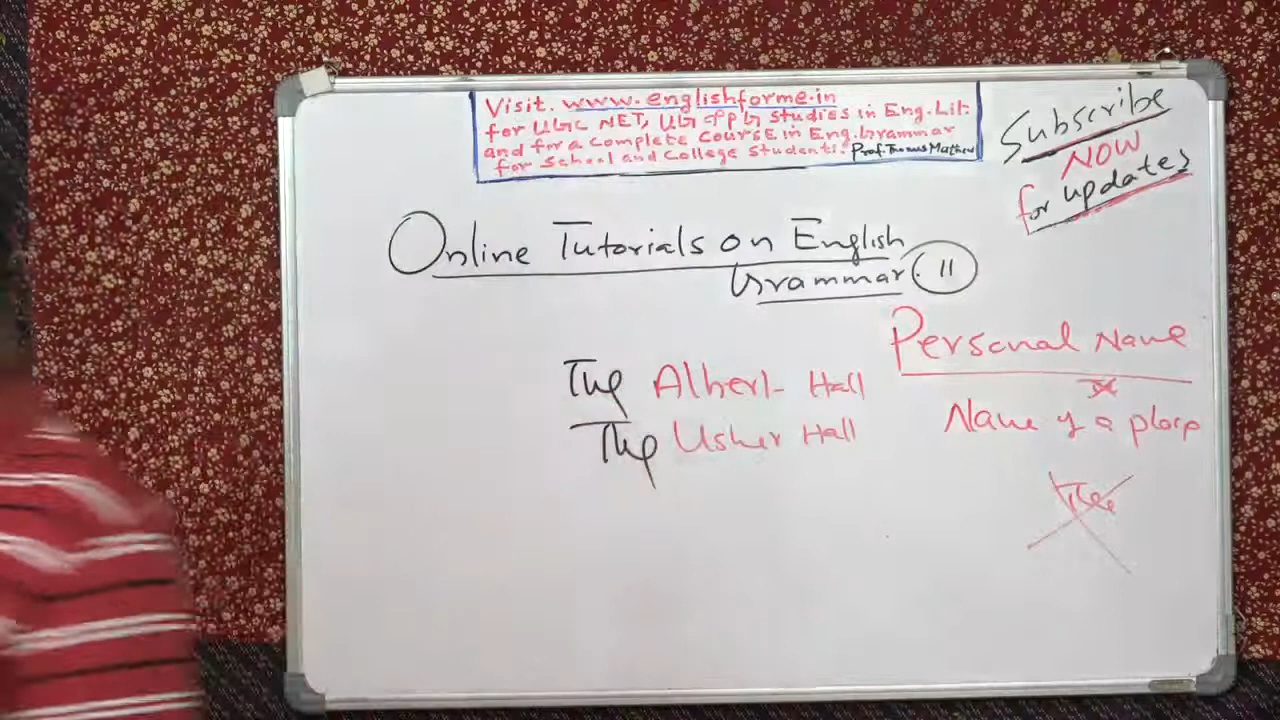 Visit. www.englishforme.in
for UGC NET, UG & PG Studies in Eng.Lit.
and for a Complete Course in Eng.Grammar
for School and College Students. Prof.Thomas Mathew
Subscribe
NOW
for updates
Online Tutorials on English
Grammar. 11
Personal Name
Name of a place
The Albert Hall
The Usher Hall
The